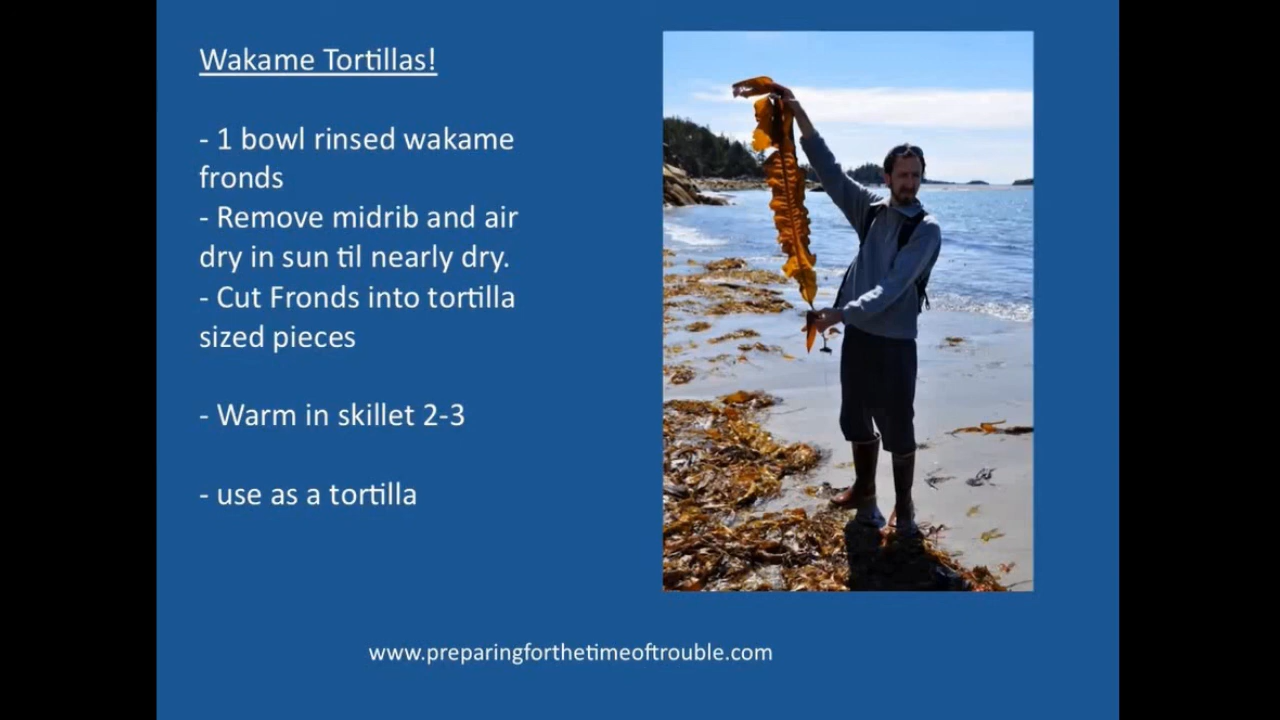 Wakame Tortillas!
- 1 bowl rinsed wakame
fronds
- Remove midrib and air
dry in sun til nearly dry.
- Cut Fronds into tortilla
sized pieces
- Warm in skillet 2-3
- use as a tortilla
www.preparingforthetimeoftrouble.com